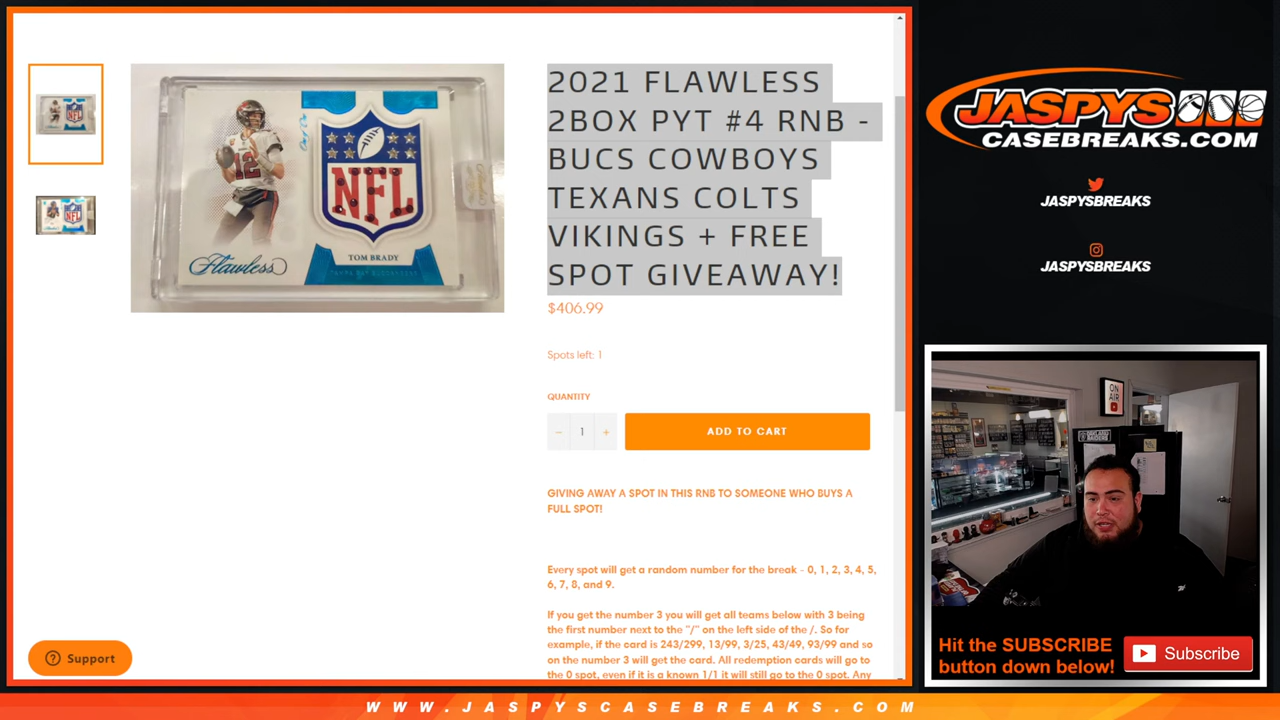 2021 FLAWLESS
2BOX PYT #4 RNB -
BUCS COWBOYS
TEXANS COLTS
VIKINGS + FREE
SPOT GIVEAWAY!
$406.99
Spots left: 1
QUANTITY
− 1 +
ADD TO CART
GIVING AWAY A SPOT IN THIS RNB TO SOMEONE WHO BUYS A
FULL SPOT!
Every spot will get a random number for the break - 0, 1, 2, 3, 4, 5,
6, 7, 8, and 9.
If you get the number 3 you will get all teams below with 3 being
the first number next to the "/" on the left side of the /. So for
example, if the card is 243/299, 13/99, 3/25, 43/49, 93/99 and so
on the number 3 will get the card. All redemption cards will go to
the 0 spot, even if it is a known 1/1 it will still go to the 0 spot. Any
12
NFL
TOM BRADY
Flawless
Support
JASPYS
CASEBREAKS.COM
JASPYSBREAKS
JASPYSBREAKS
ON
AIR
Hit the SUBSCRIBE
button down below!
Subscribe
WWW.JASPYSCASEBREAKS.COM